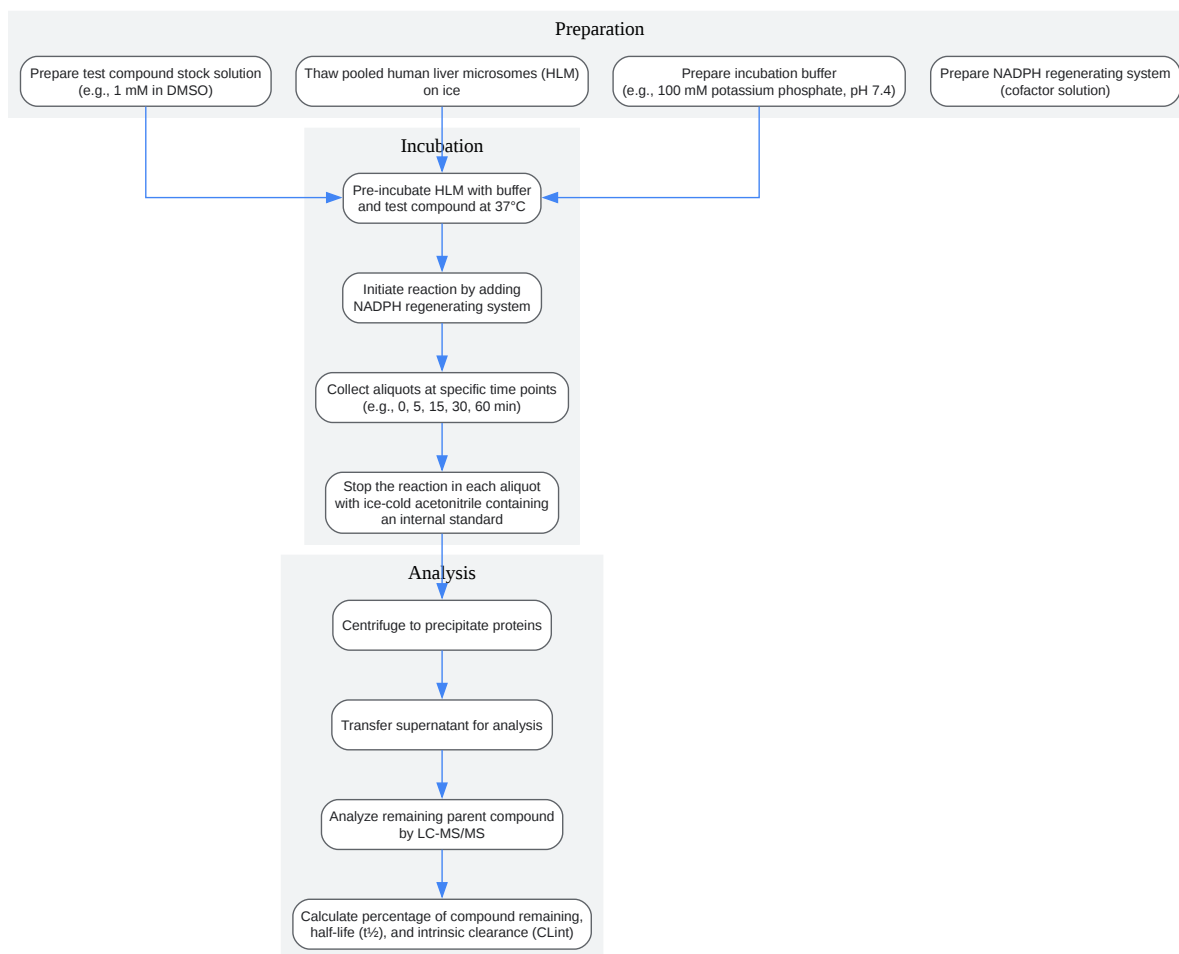 Preparation
Prepare test compound stock solution
(e.g., 1 mM in DMSO)
Thaw pooled human liver microsomes (HLM)
on ice
Prepare incubation buffer
(e.g., 100 mM potassium phosphate, pH 7.4)
Prepare NADPH regenerating system
(cofactor solution)
Incubation
Pre-incubate HLM with buffer
and test compound at 37°C
Initiate reaction by adding
NADPH regenerating system
Collect aliquots at specific time points
(e.g., 0, 5, 15, 30, 60 min)
Stop the reaction in each aliquot
with ice-cold acetonitrile containing
an internal standard
Analysis
Centrifuge to precipitate proteins
Transfer supernatant for analysis
Analyze remaining parent compound
by LC-MS/MS
Calculate percentage of compound remaining,
half-life (t½), and intrinsic clearance (CLint)